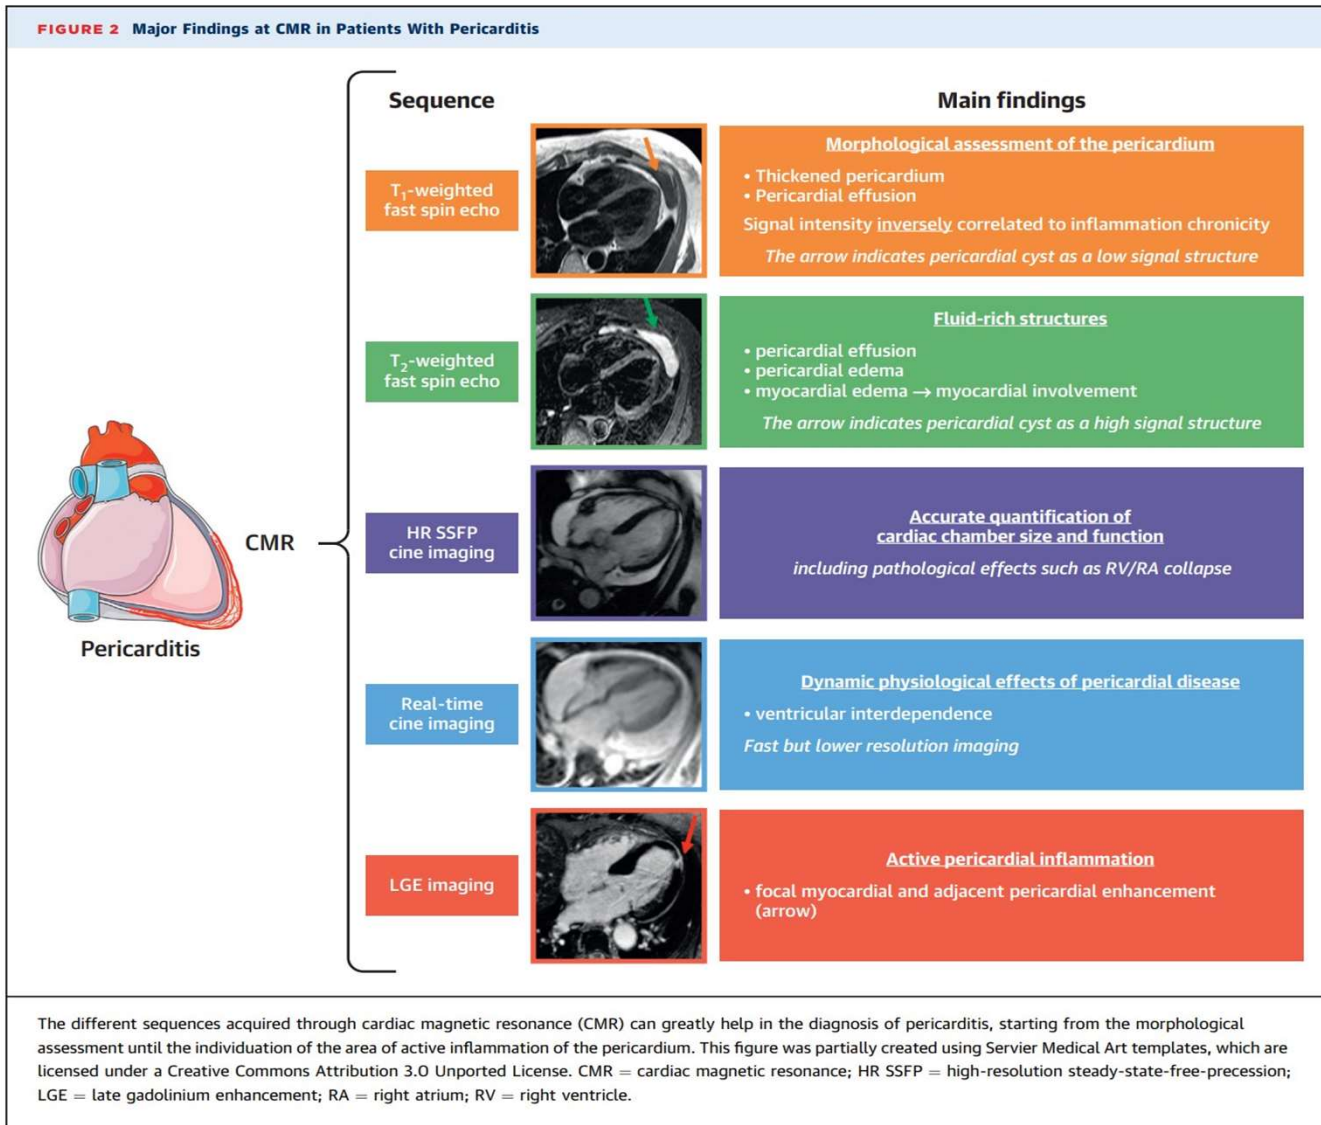 FIGURE 2 Major Findings at CMR in Patients With Pericarditis
Sequence
Main findings
T1-weighted
fast spin echo
Morphological assessment of the pericardium
• Thickened pericardium
• Pericardial effusion
Signal intensity inversely correlated to inflammation chronicity
The arrow indicates pericardial cyst as a low signal structure
T2-weighted
fast spin echo
Fluid-rich structures
• pericardial effusion
• pericardial edema
• myocardial edema → myocardial involvement
The arrow indicates pericardial cyst as a high signal structure
Pericarditis
CMR
HR SSFP
cine imaging
Accurate quantification of
cardiac chamber size and function
including pathological effects such as RV/RA collapse
Real-time
cine imaging
Dynamic physiological effects of pericardial disease
• ventricular interdependence
Fast but lower resolution imaging
LGE imaging
Active pericardial inflammation
• focal myocardial and adjacent pericardial enhancement
(arrow)
The different sequences acquired through cardiac magnetic resonance (CMR) can greatly help in the diagnosis of pericarditis, starting from the morphological
assessment until the individuation of the area of active inflammation of the pericardium. This figure was partially created using Servier Medical Art templates, which are
licensed under a Creative Commons Attribution 3.0 Unported License. CMR = cardiac magnetic resonance; HR SSFP = high-resolution steady-state-free-precession;
LGE = late gadolinium enhancement; RA = right atrium; RV = right ventricle.